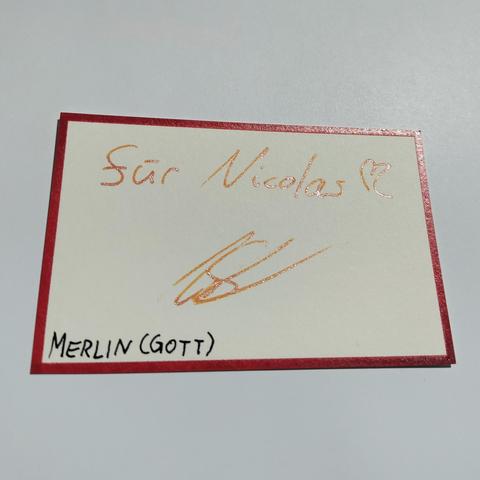 für Nicolas
MERLIN (GOTT)